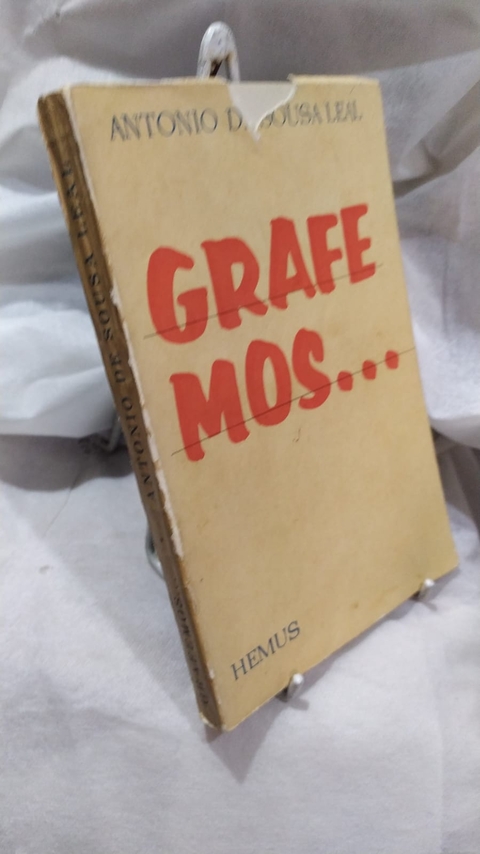 ANTONIO D. SOUSA LEAL
GRAFE
MOS...
HEMUS
ANTONIO DE SOUSA LEAL